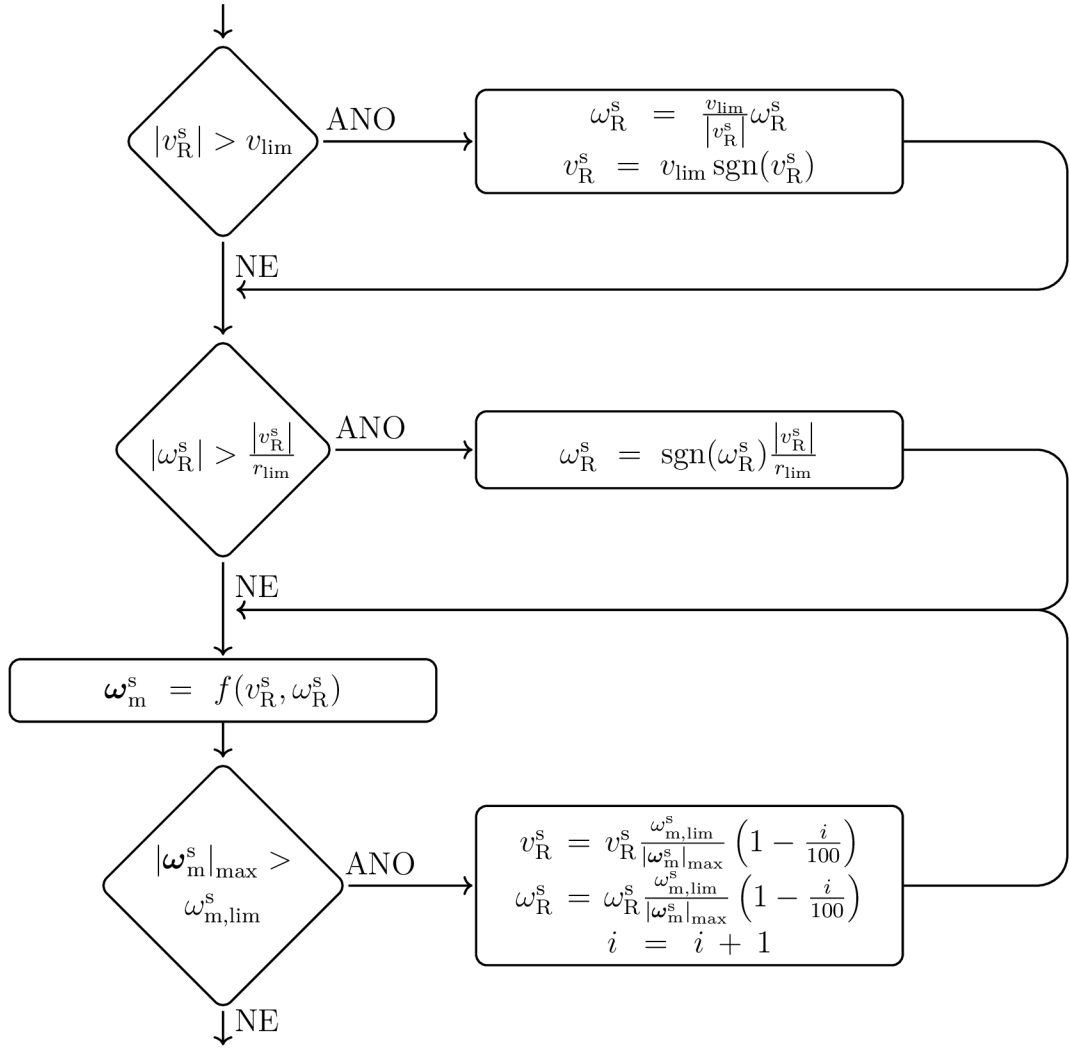 |v_R^s| > v_lim
ANO
ω_R^s = v_lim/|v_R^s| ω_R^s
v_R^s = v_lim sgn(v_R^s)
NE
|ω_R^s| > |v_R^s|/r_lim
ANO
ω_R^s = sgn(ω_R^s) |v_R^s|/r_lim
NE
𝝎_m^s = f(v_R^s, ω_R^s)
|𝝎_m^s|_max >
ω_m,lim^s
ANO
v_R^s = v_R^s ω_m,lim^s/|𝝎_m^s|_max (1 − i/100)
ω_R^s = ω_R^s ω_m,lim^s/|𝝎_m^s|_max (1 − i/100)
i = i + 1
NE